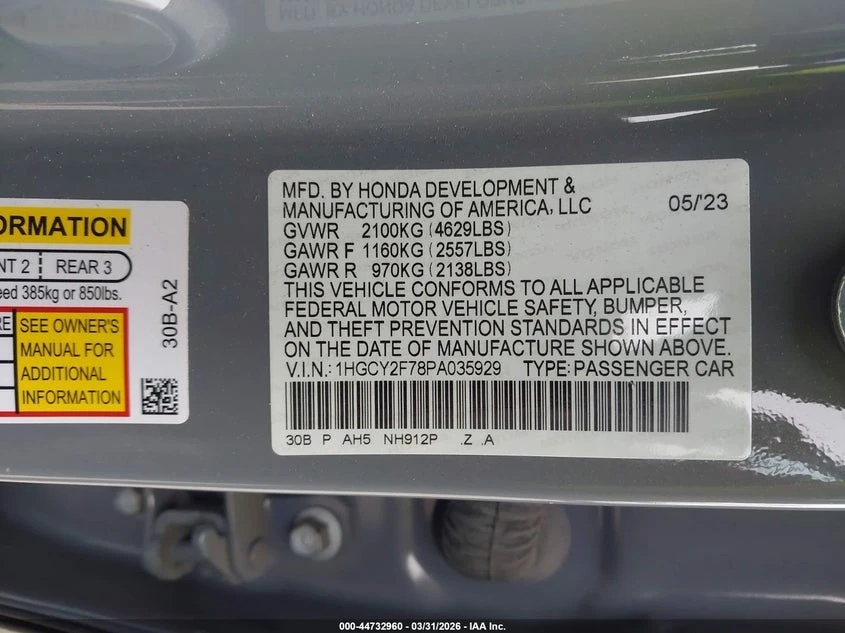 ORMATION
NT 2 REAR 3
eed 385kg or 850lbs.
RE SEE OWNER'S
MANUAL FOR
ADDITIONAL
INFORMATION
30B-A2
MFD. BY HONDA DEVELOPMENT &
MANUFACTURING OF AMERICA, LLC 05/'23
GVWR 2100KG (4629LBS)
GAWR F 1160KG (2557LBS)
GAWR R 970KG (2138LBS)
THIS VEHICLE CONFORMS TO ALL APPLICABLE
FEDERAL MOTOR VEHICLE SAFETY, BUMPER,
AND THEFT PREVENTION STANDARDS IN EFFECT
ON THE DATE OF MANUFACTURE SHOWN ABOVE.
V.I.N.: 1HGCY2F78PA035929 TYPE: PASSENGER CAR
30B P AH5 NH912P .Z .A
000-44732960 - 03/31/2026 - IAA Inc.